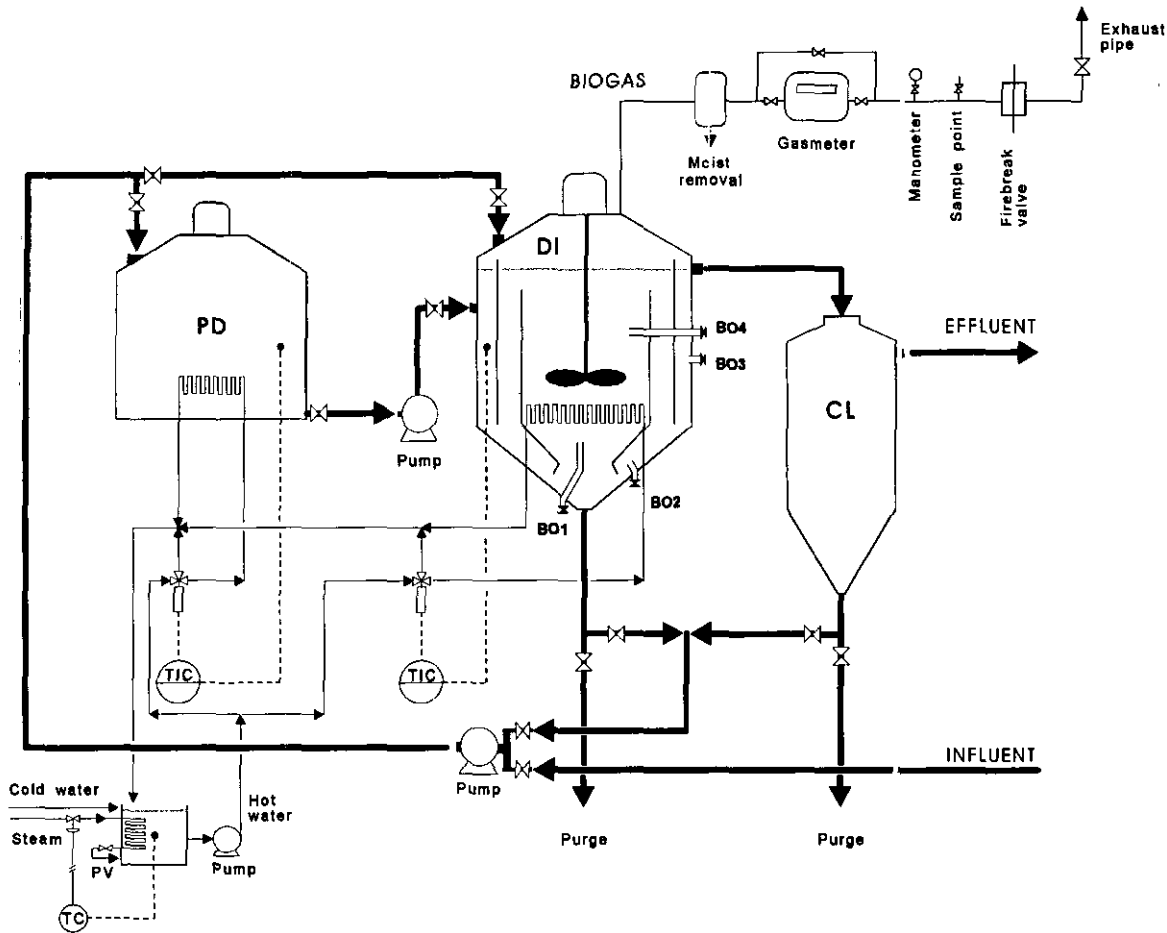 Exhaust
pipe
BIOGAS
Gasmeter
Mcist
removal
Manometer
Sample point
Firebreak
valve
DI
PD
BO4
BO3
EFFLUENT
CL
Pump
BO2
BO1
TIC
TIC
INFLUENT
Pump
Cold water
Hot
water
Steam
Purge
Purge
PV
Pump
TC